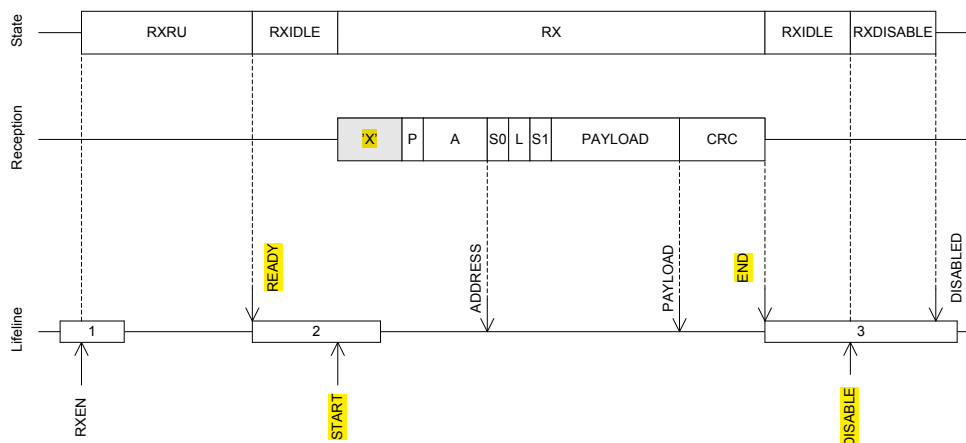 State
RXRU
RXIDLE
RX
RXIDLE
RXDISABLE
Reception
'X'
P
A
S0
L
S1
PAYLOAD
CRC
READY
ADDRESS
PAYLOAD
END
DISABLED
Lifeline
1
2
3
RXEN
START
DISABLE